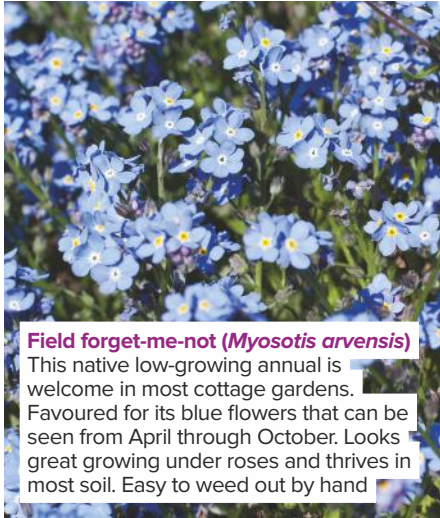 Field forget-me-not (Myosotis arvensis)
This native low-growing annual is
welcome in most cottage gardens.
Favoured for its blue flowers that can be
seen from April through October. Looks
great growing under roses and thrives in
most soil. Easy to weed out by hand